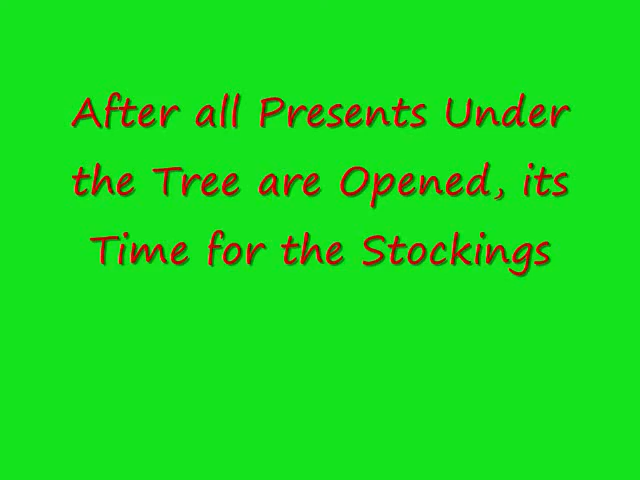 After all Presents Under
the Tree are Opened, its
Time for the Stockings